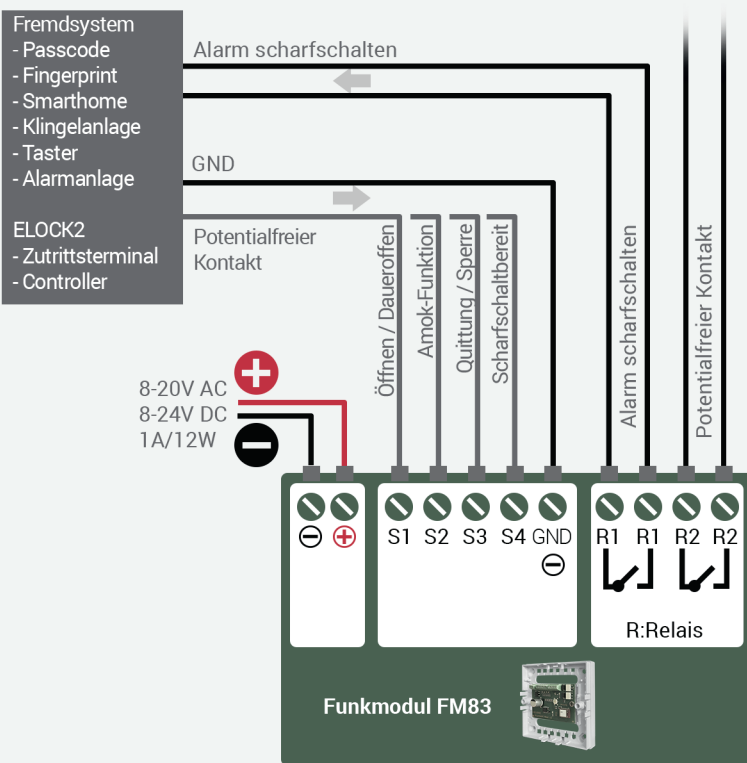 Fremdsystem
- Passcode
- Fingerprint
- Smarthome
- Klingelanlage
- Taster
- Alarmanlage
ELOCK2
- Zutrittsterminal
- Controller
Alarm scharfschalten
GND
Potentialfreier
Kontakt
Öffnen / Daueroffen
Amok-Funktion
Quittung / Sperre
Scharfschaltbereit
Alarm scharfschalten
Potentialfreier Kontakt
8-20V AC
8-24V DC
1A/12W
S1 S2 S3 S4 GND
R1 R1 R2 R2
R:Relais
Funkmodul FM83